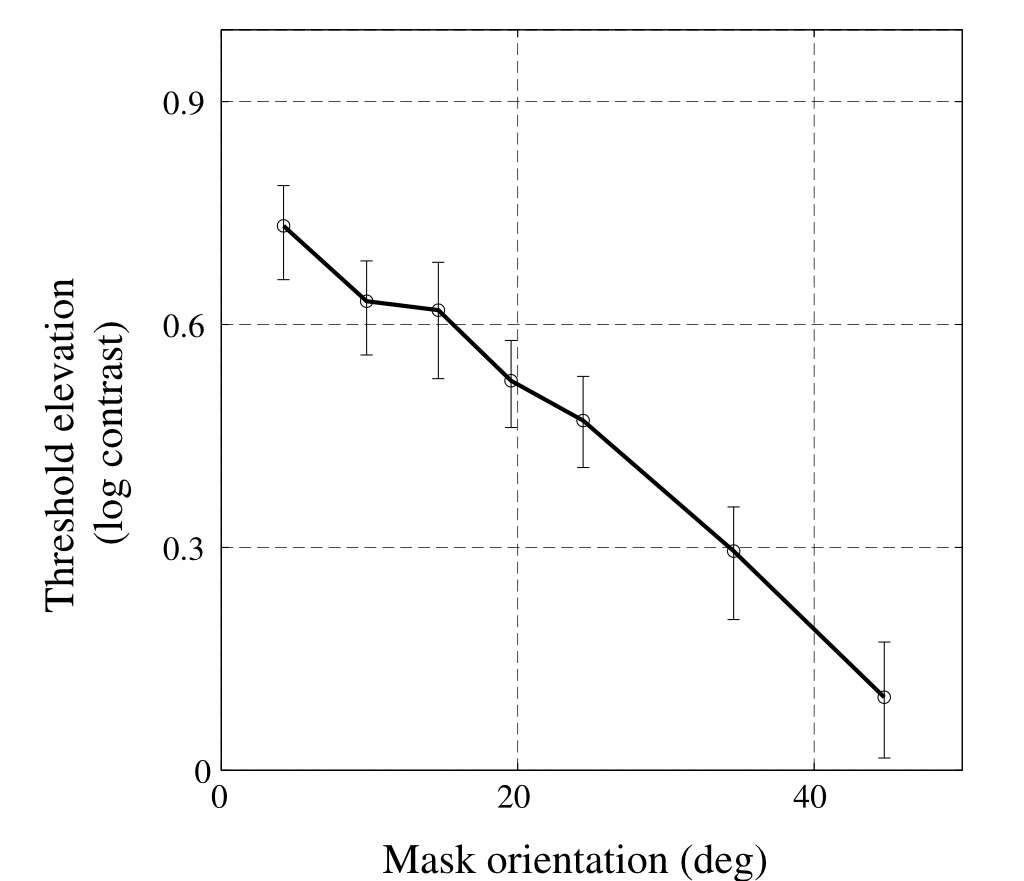 0.9
0.6
0.3
0
0 20 40
Threshold elevation
(log contrast)
Mask orientation (deg)